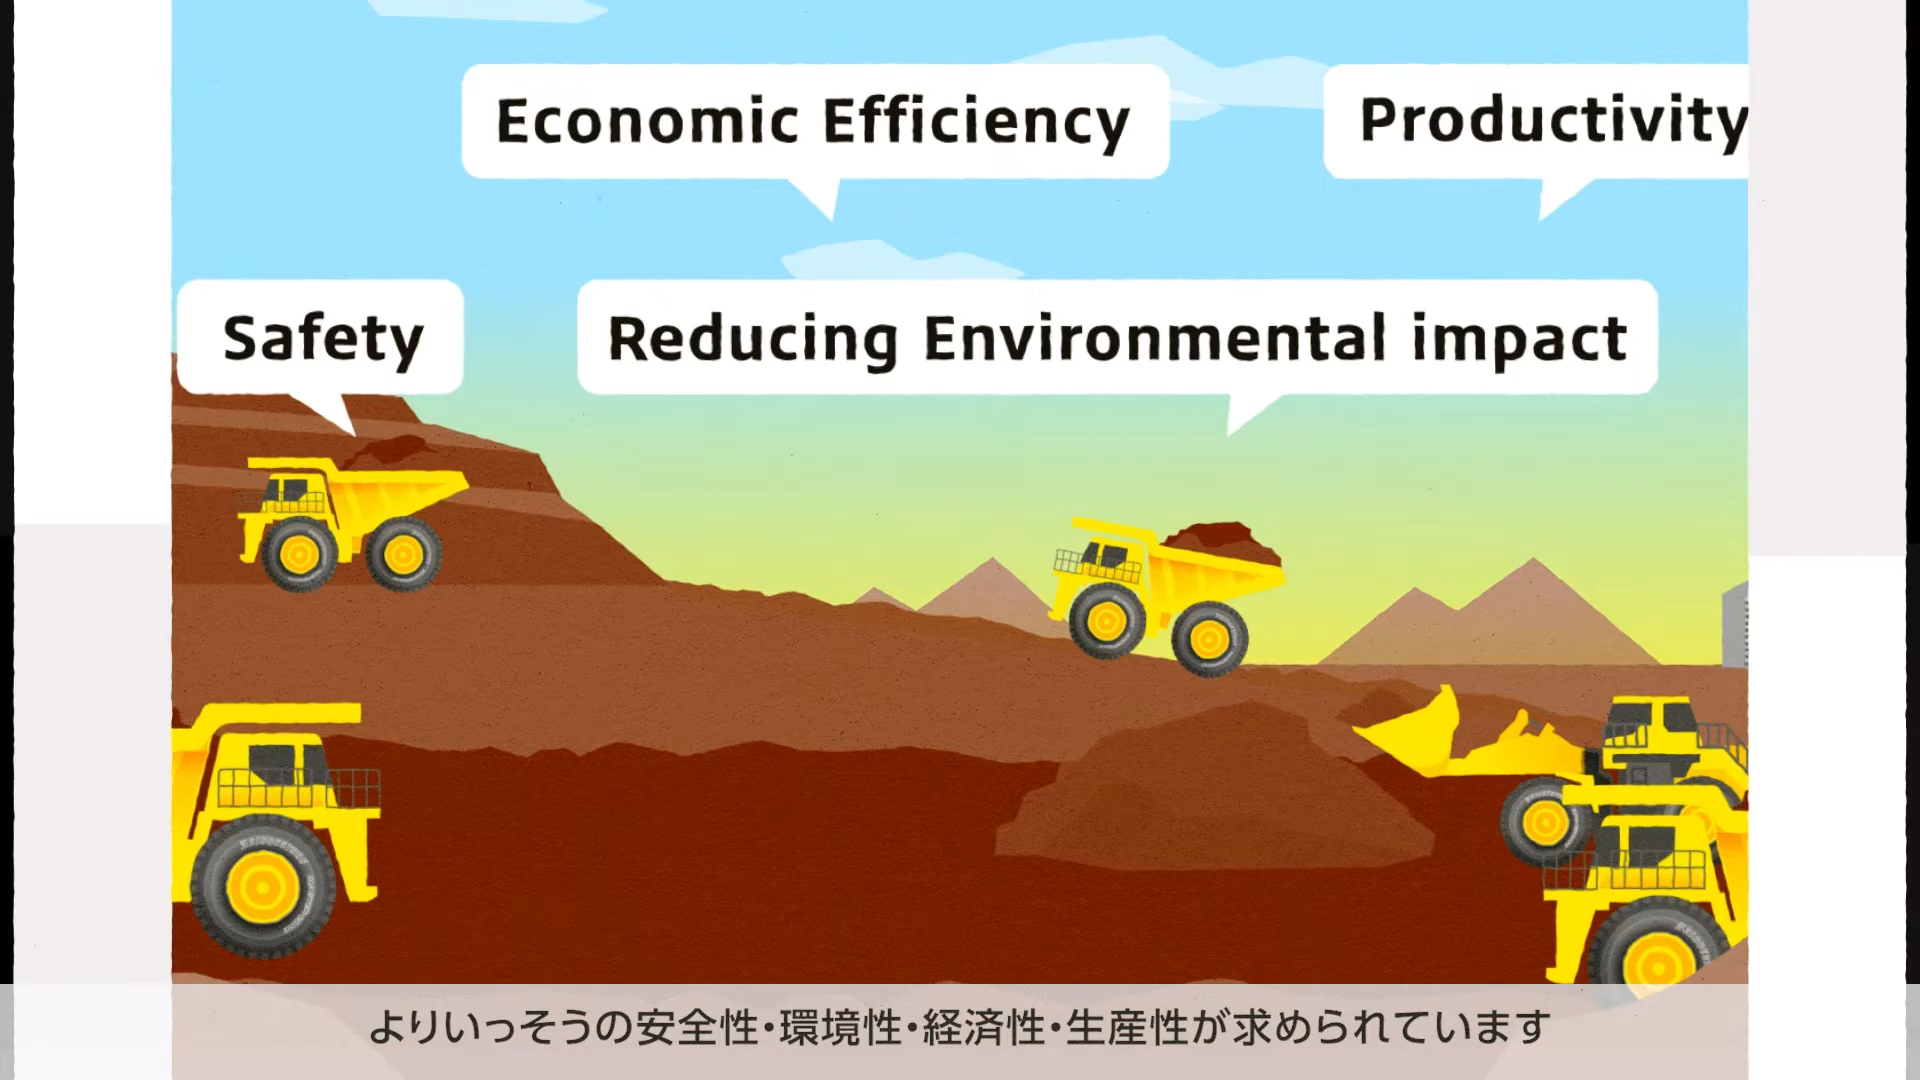 Economic Efficiency
Productivity
Safety
Reducing Environmental impact
よりいっそうの安全性・環境性・経済性・生産性が求められています